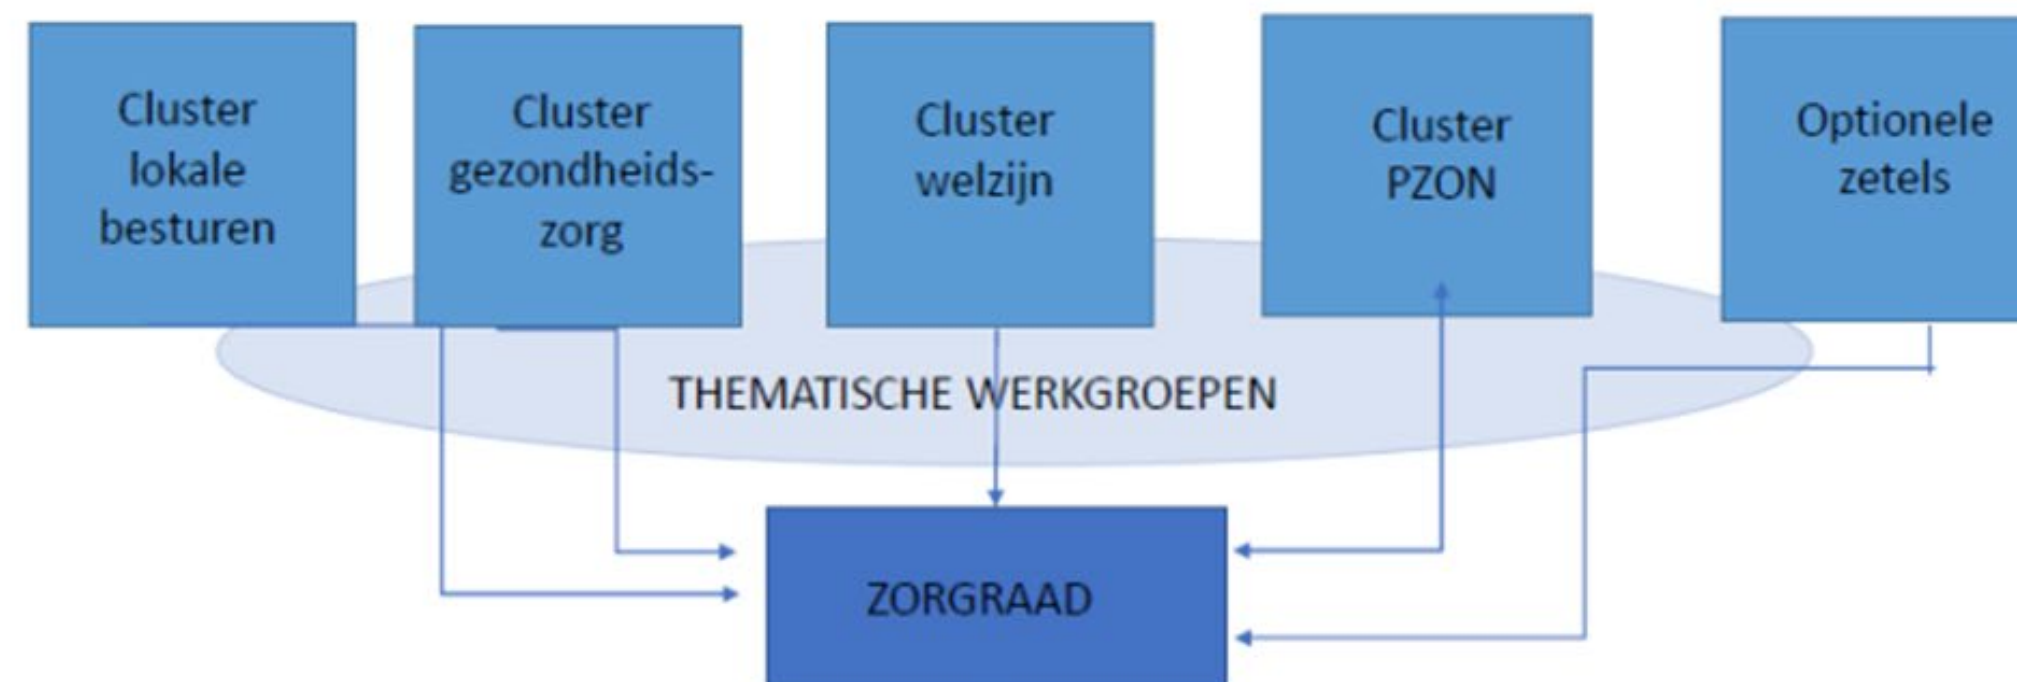 Cluster
lokale
besturen
Cluster
gezondheids-
zorg
Cluster
welzijn
Cluster
PZON
Optionele
zetels
THEMATISCHE WERKGROEPEN
ZORGRAAD